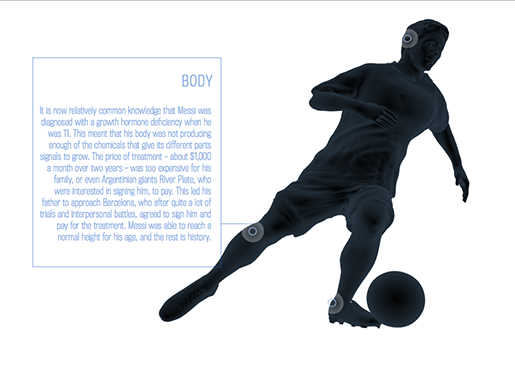 BODY
It is now relatively common knowledge that Messi was
diagnosed with a growth hormone deficiency when he
was 11. This meant that his body was not producing
enough of the chemicals that give its different parts
signals to grow. The price of treatment - about $1,000
a month over two years - was too expensive for his
family, or even Argentinian giants River Plate, who
were interested in signing him, to pay. This led his
father to approach Barcelona, who after quite a lot of
trials and interpersonal battles, agreed to sign him and
pay for the treatment. Messi was able to reach a
normal height for his age, and the rest is history.